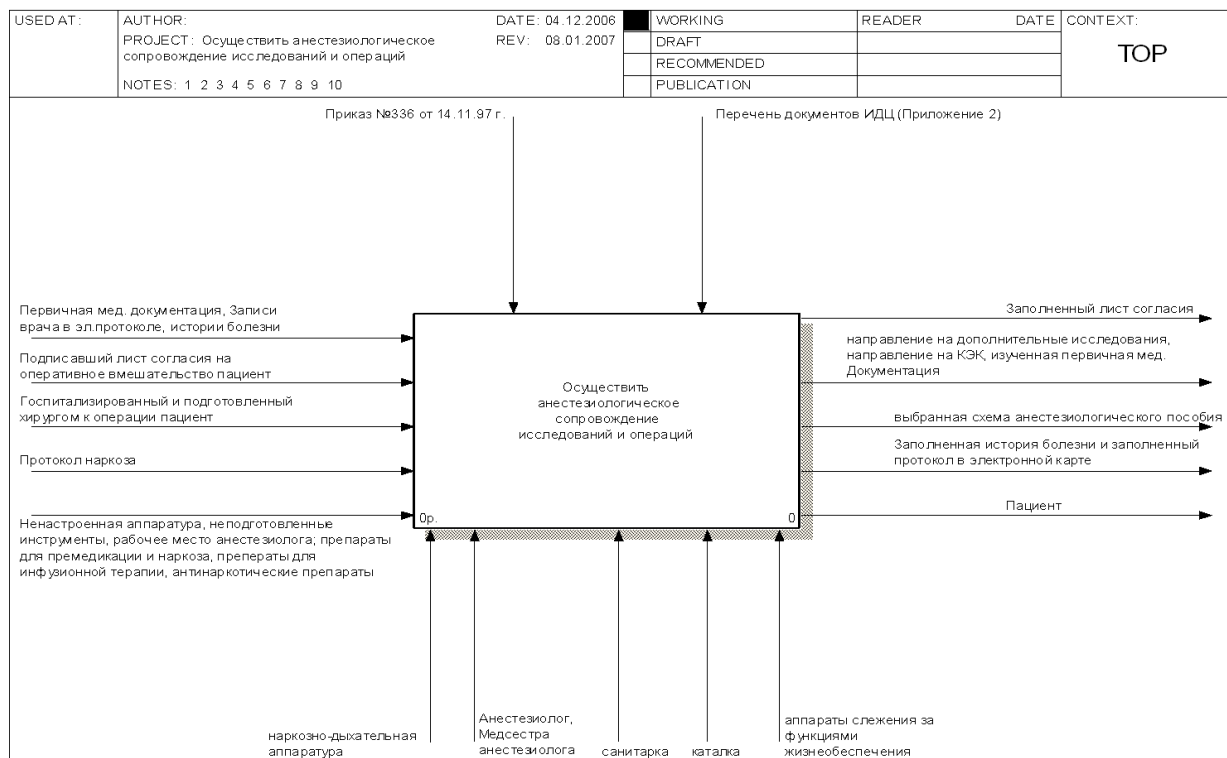 USED AT:
AUTHOR:
DATE: 04.12.2006
PROJECT: Осуществить анестезиологическое
сопровождение исследований и операций
REV: 08.01.2007
NOTES: 1 2 3 4 5 6 7 8 9 10
WORKING
DRAFT
RECOMMENDED
PUBLICATION
READER
DATE
CONTEXT:
TOP
Приказ №336 от 14.11.97 г.
Перечень документов ИДЦ (Приложение 2)
Первичная мед. документация, Записи
врача в эл.протоколе, истории болезни
Подписавший лист согласия на
оперативное вмешательство пациент
Госпитализированный и подготовленный
хирургом к операции пациент
Протокол наркоза
Ненастроенная аппаратура, неподготовленные
инструменты, рабочее место анестезиолога; препараты
для премедикации и наркоза, преператы для
инфузионной терапии, антинаркотические препараты
Осуществить
анестезиологическое
сопровождение
исследований и операций
0р.
0
Заполненный лист согласия
направление на дополнительные исследования,
направление на КЭК, изученная первичная мед.
Документация
выбранная схема анестезиологического пособия
Заполненная история болезни и заполненный
протокол в электронной карте
Пациент
наркозно-дыхательная
аппаратура
Анестезиолог,
Медсестра
анестезиолога
санитарка
каталка
аппараты слежения за
функциями
жизнеобеспечения